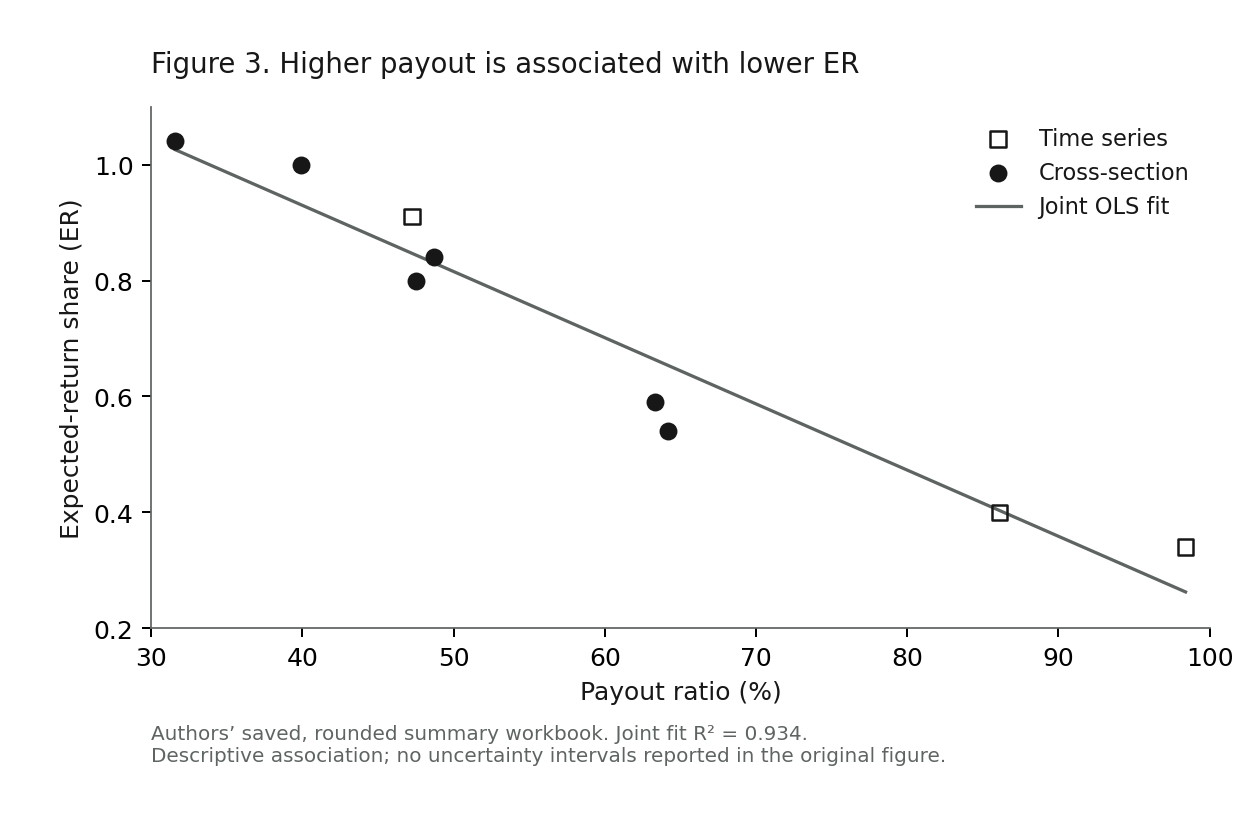 Figure 3. Higher payout is associated with lower ER
Time series
Cross-section
Joint OLS fit
Expected-return share (ER)
1.0
0.8
0.6
0.4
0.2
30 40 50 60 70 80 90 100
Payout ratio (%)
Authors’ saved, rounded summary workbook. Joint fit R² = 0.934.
Descriptive association; no uncertainty intervals reported in the original figure.